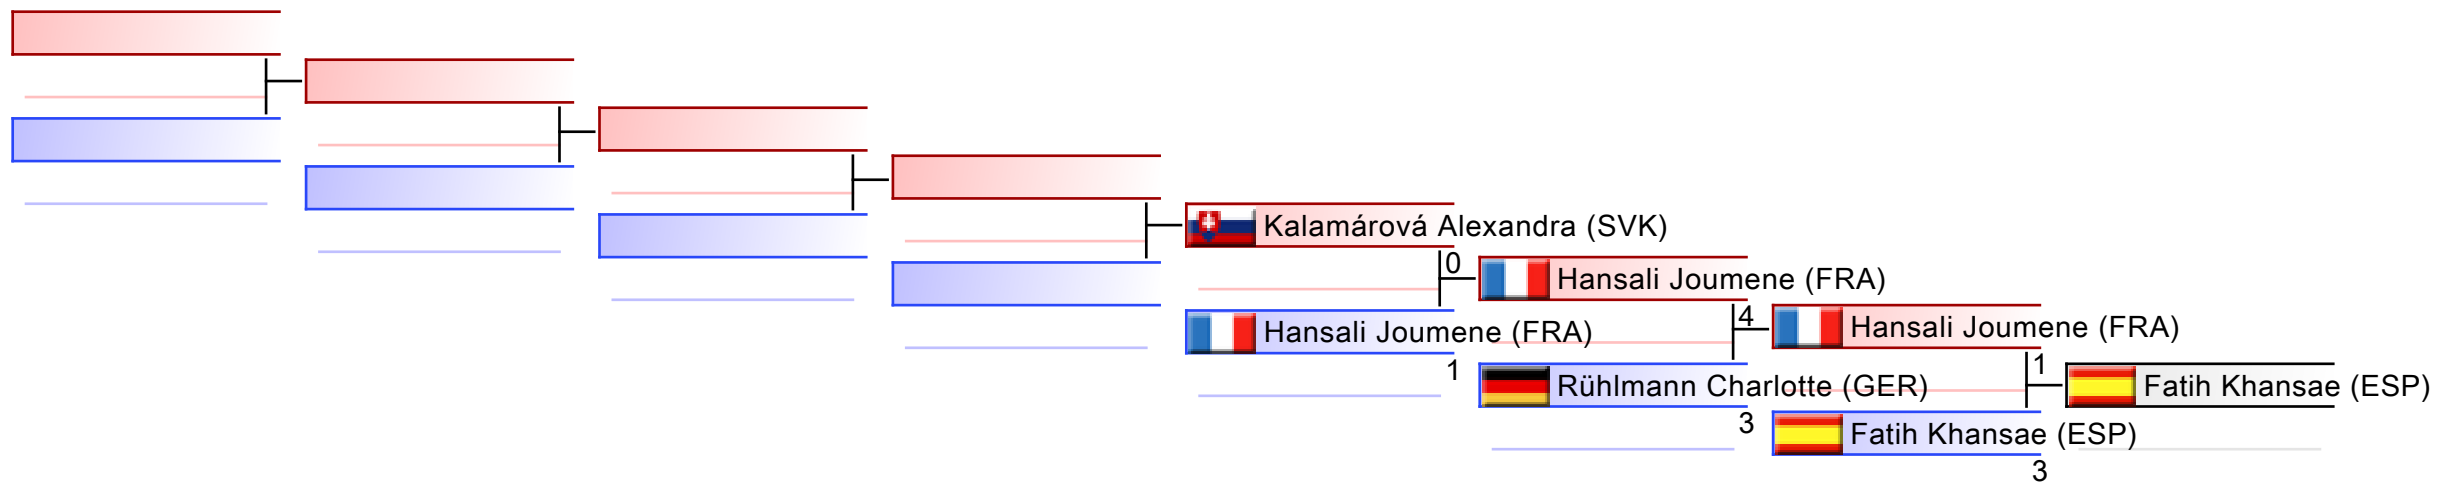 Kalamárová Alexandra (SVK)
0
Hansali Joumene (FRA)
Hansali Joumene (FRA)
1
4
Hansali Joumene (FRA)
Rühlmann Charlotte (GER)
3
1
Fatih Khansae (ESP)
Fatih Khansae (ESP)
3